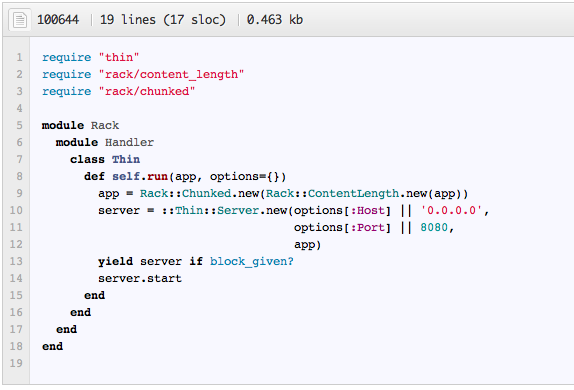 100644 19 lines (17 sloc) 0.463 kb
1 require "thin"
2 require "rack/content_length"
3 require "rack/chunked"
4
5 module Rack
6   module Handler
7     class Thin
8       def self.run(app, options={})
9         app = Rack::Chunked.new(Rack::ContentLength.new(app))
10         server = ::Thin::Server.new(options[:Host] || '0.0.0.0',
11                                     options[:Port] || 8080,
12                                     app)
13         yield server if block_given?
14         server.start
15       end
16     end
17   end
18 end
19